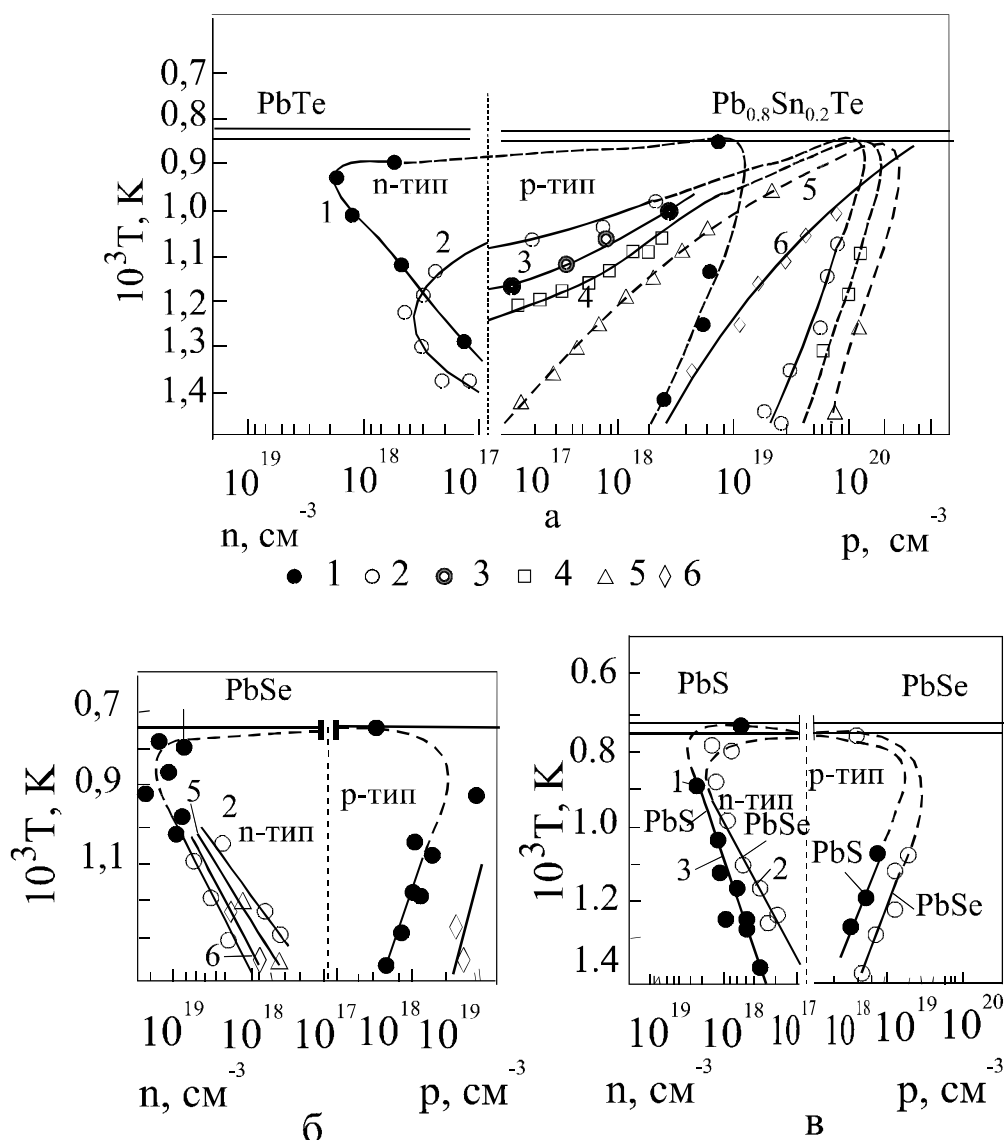 0,7
0,8
0,9
1,0
1,1
1,2
1,3
1,4
10³T, K
PbTe
Pb₀.₈Sn₀.₂Te
n-тип
p-тип
1
2
3
4
5
6
10¹⁹
10¹⁸
10¹⁷
10¹⁷
10¹⁸
10¹⁹
10²⁰
n, см⁻³
а
p, см⁻³
1 2 3 4 5 6
0,7
0,9
1,1
10³T, K
PbSe
5
2
n-тип
p-тип
6
10¹⁹
10¹⁸
10¹⁷
10¹⁸
10¹⁹
n, см⁻³
p, см⁻³
б
0.6
0.8
1.0
1.2
1.4
10³T, K
PbS
PbSe
p-тип
1
n-тип
PbS
PbSe
3
2
PbS
PbSe
10¹⁹
10¹⁸
10¹⁷
10¹⁸
10¹⁹
10²⁰
n, см⁻³
p, см⁻³
в